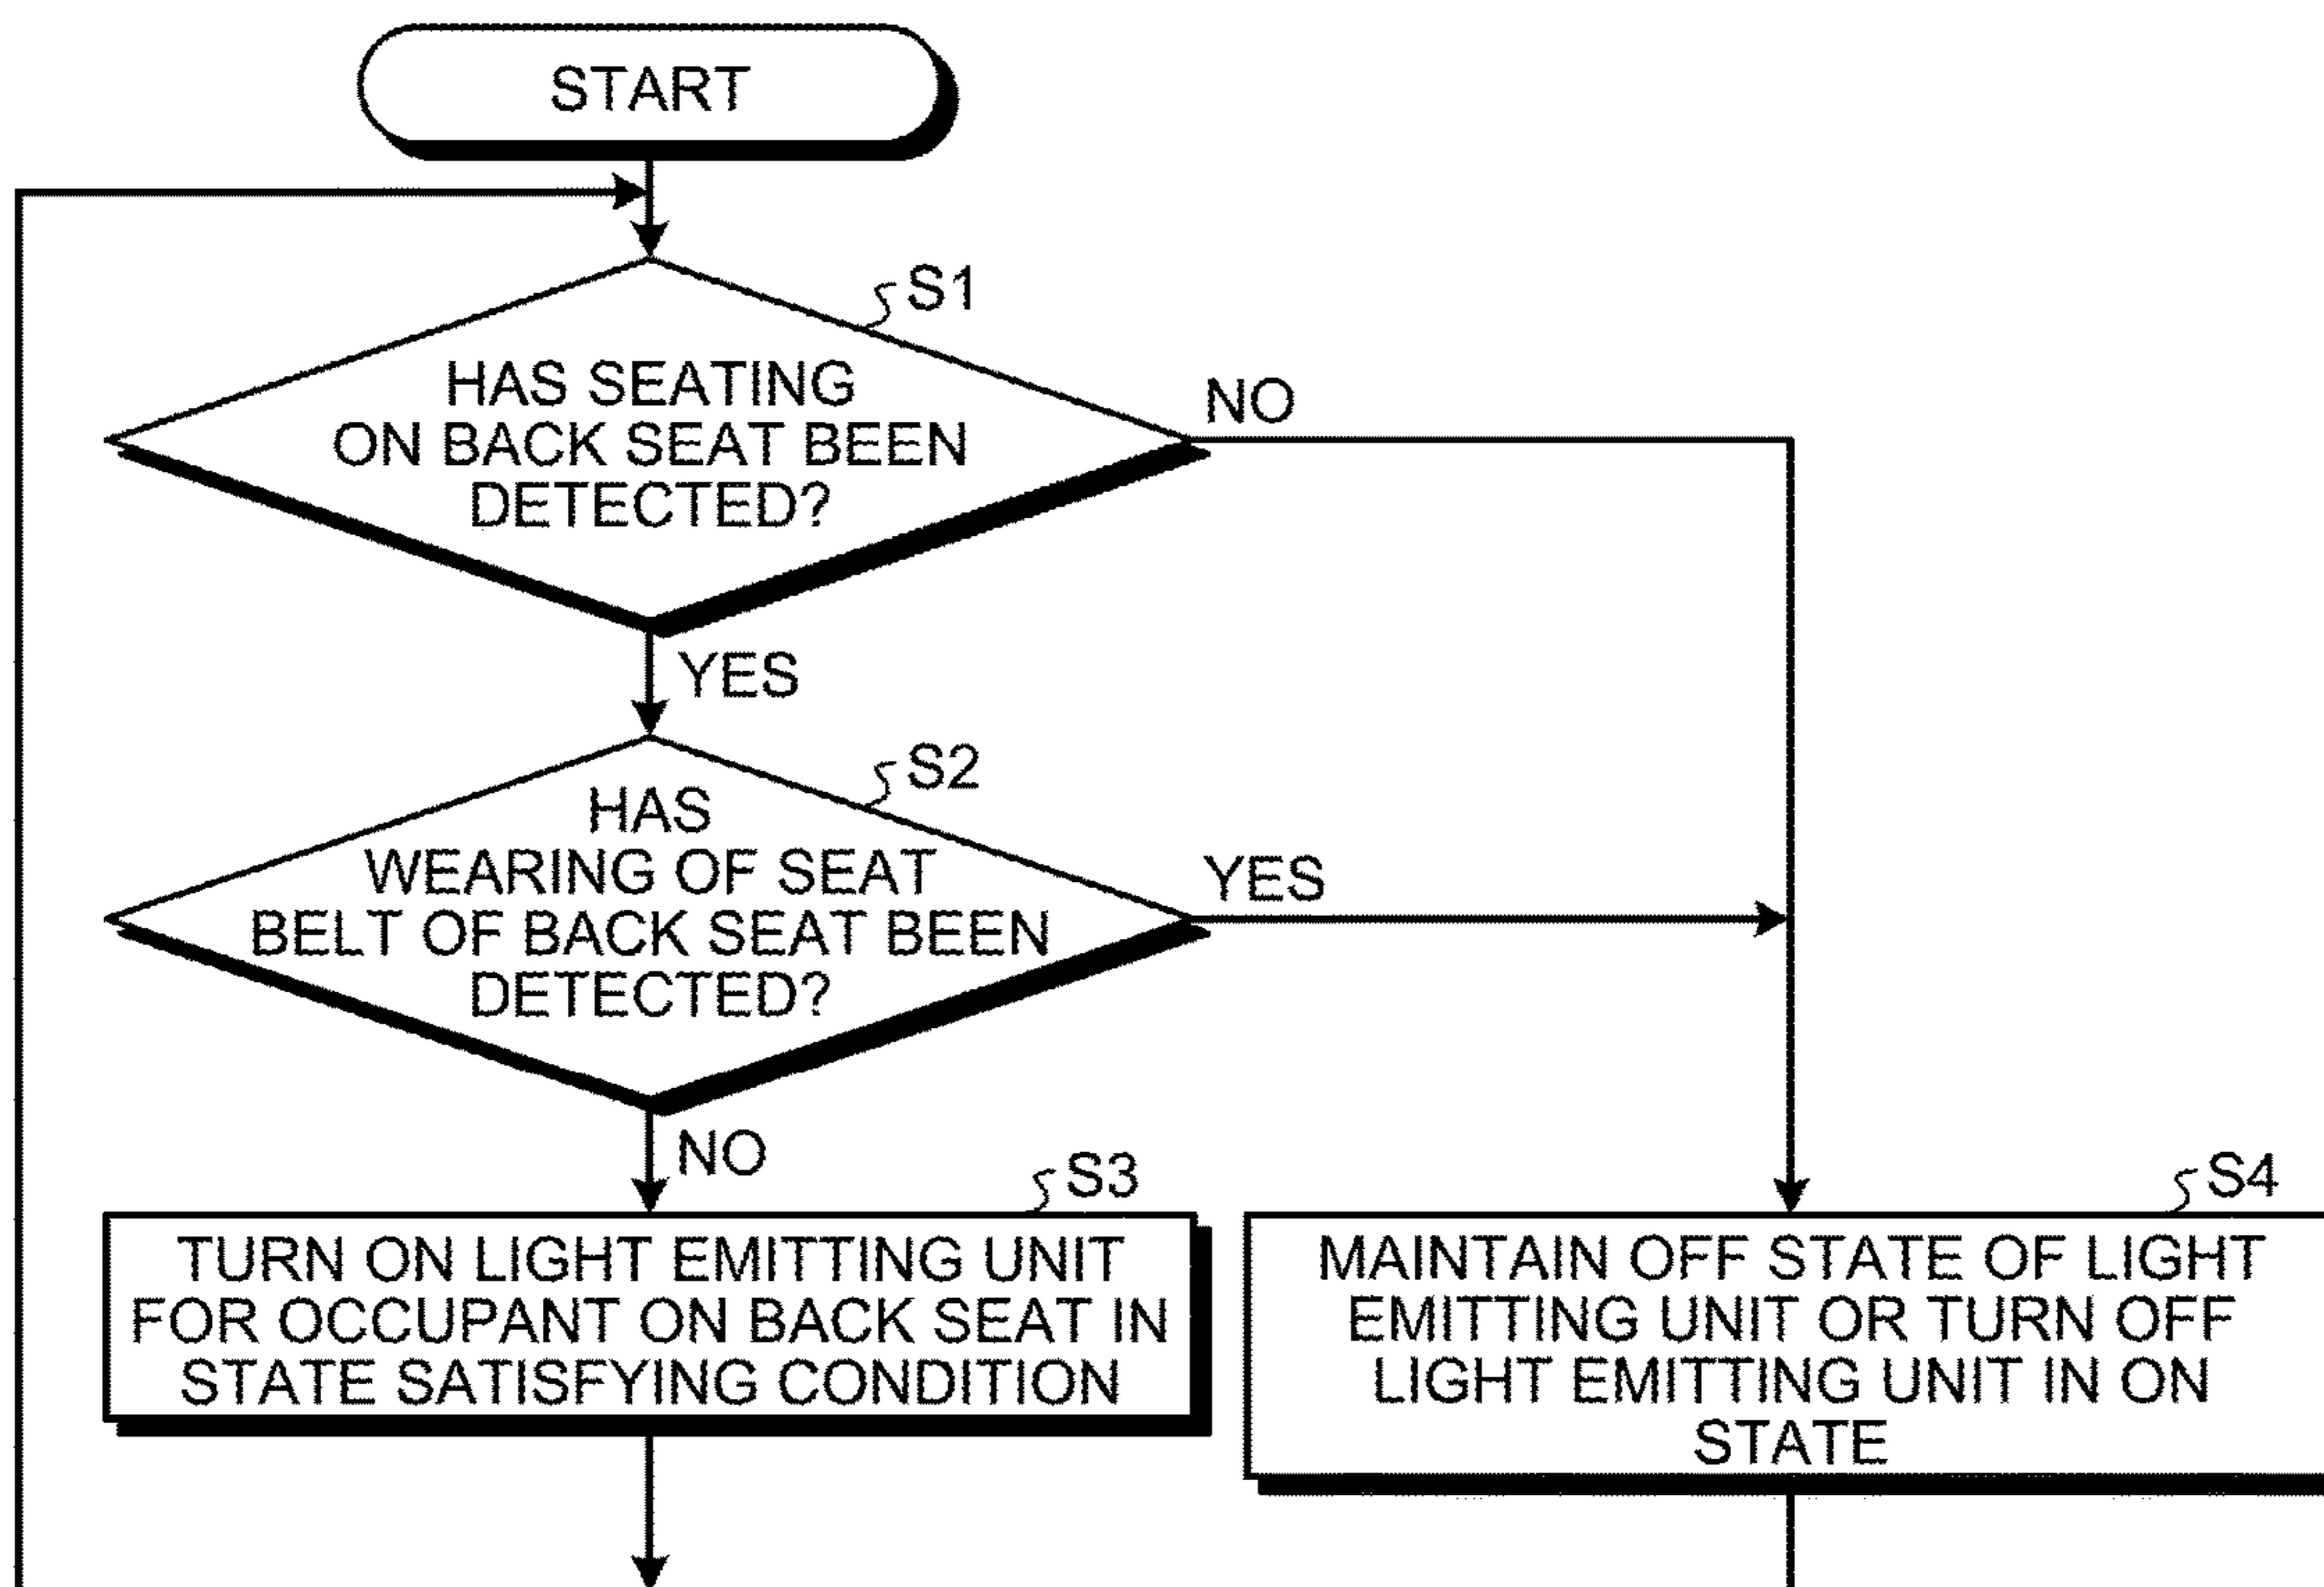 START
S1
HAS SEATING
ON BACK SEAT BEEN
DETECTED?
NO
YES
S2
HAS
WEARING OF SEAT
BELT OF BACK SEAT BEEN
DETECTED?
YES
NO
S3
TURN ON LIGHT EMITTING UNIT
FOR OCCUPANT ON BACK SEAT IN
STATE SATISFYING CONDITION
S4
MAINTAIN OFF STATE OF LIGHT
EMITTING UNIT OR TURN OFF
LIGHT EMITTING UNIT IN ON
STATE